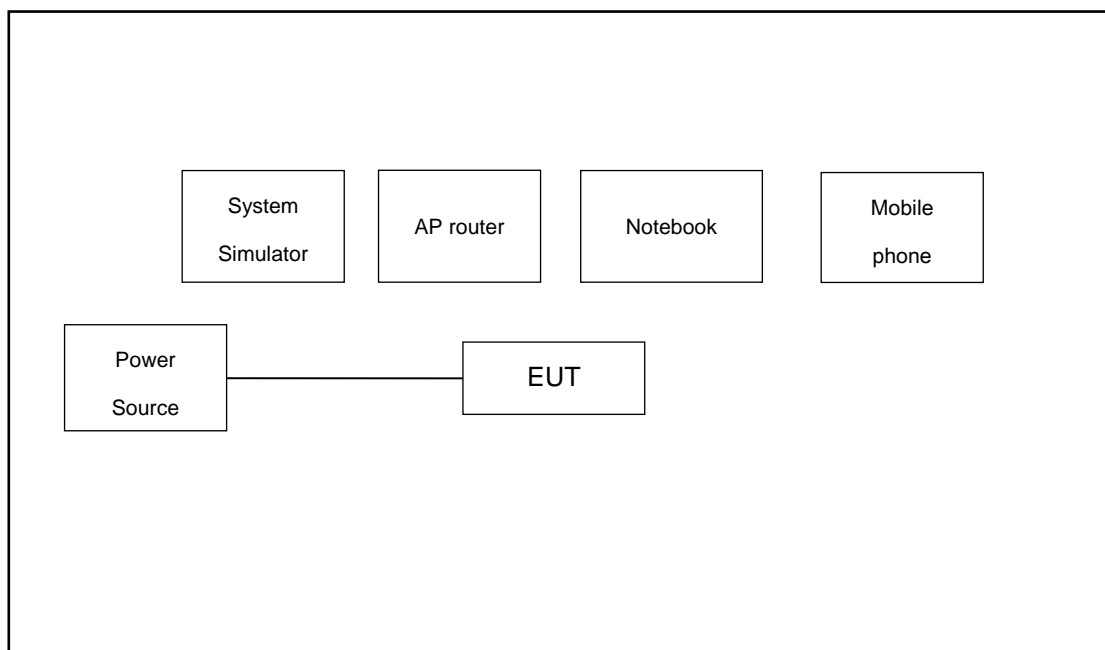 System
Simulator
AP router
Notebook
Mobile
phone
Power
Source
EUT